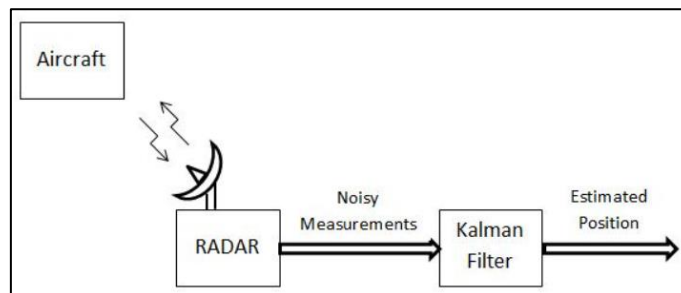 Aircraft
Noisy
Measurements
Estimated
Position
RADAR
Kalman
Filter